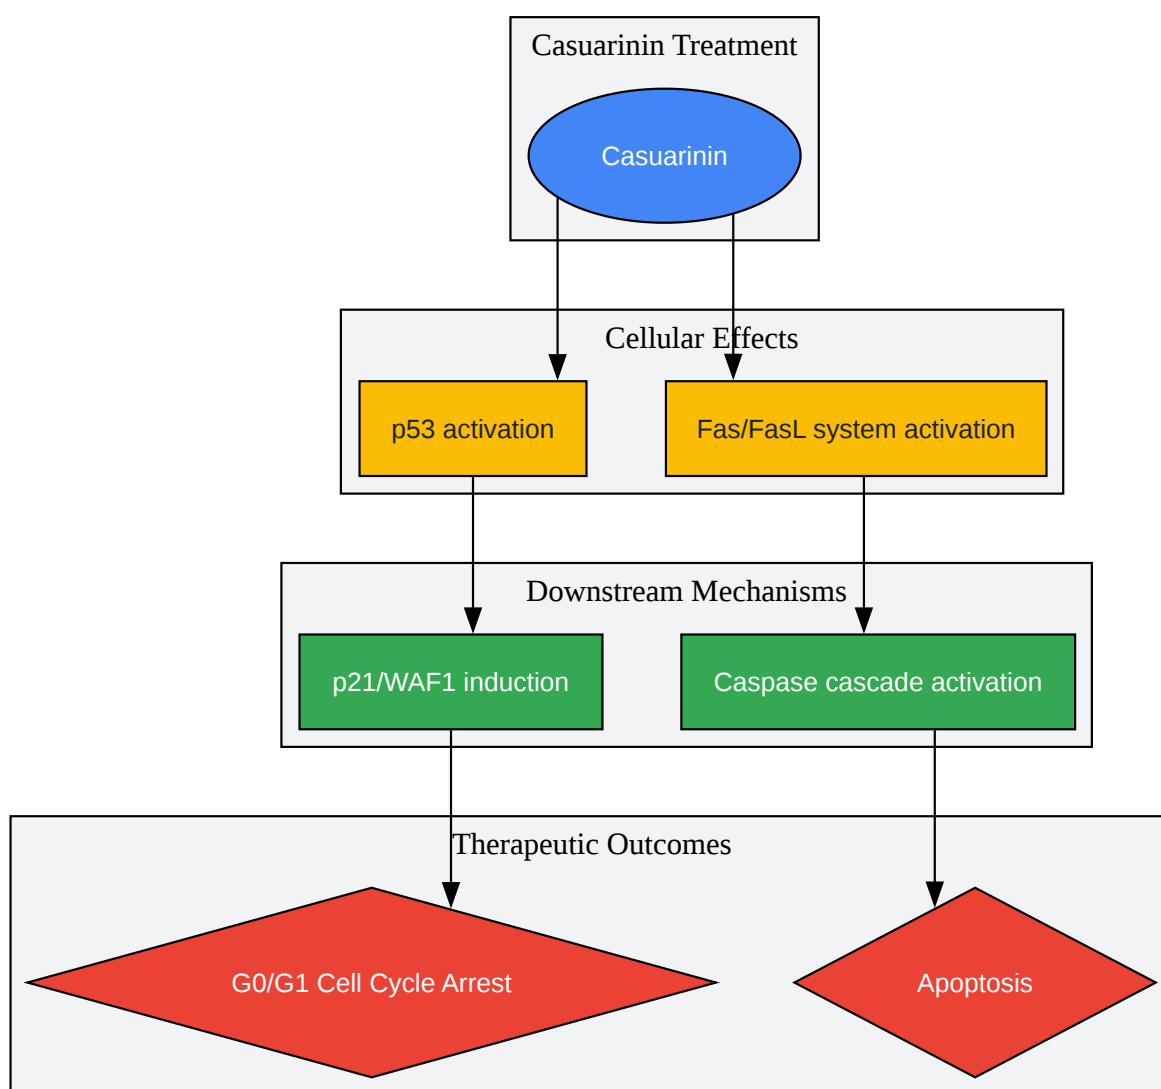 Casuarinin Treatment
Casuarinin
Cellular Effects
p53 activation
Fas/FasL system activation
Downstream Mechanisms
p21/WAF1 induction
Caspase cascade activation
Therapeutic Outcomes
G0/G1 Cell Cycle Arrest
Apoptosis